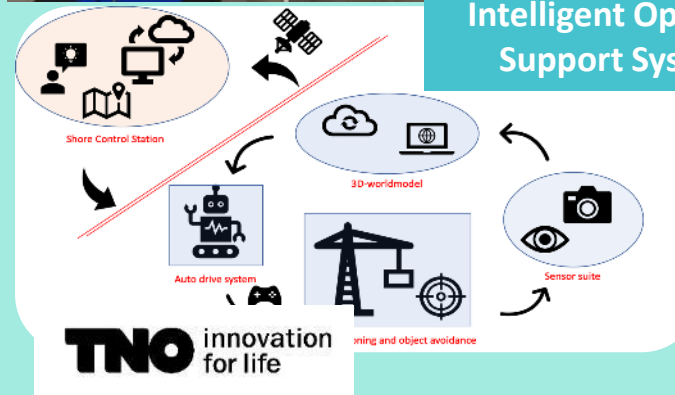 Intelligent Op
Support Sys
Shore Control Station
3D-worldmodel
Auto drive system
Sensor suite
oning and object avoidance
TNO innovation
for life